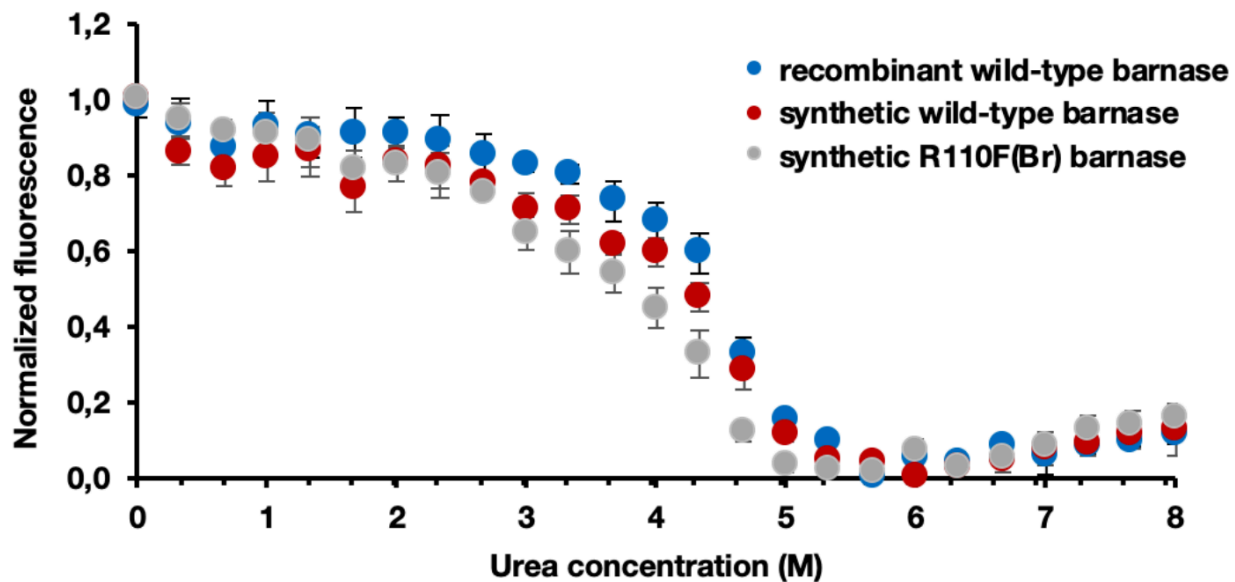 1,2
1,0
0,8
0,6
0,4
0,2
0,0
Normalized fluorescence
recombinant wild-type barnase
synthetic wild-type barnase
synthetic R110F(Br) barnase
0 1 2 3 4 5 6 7 8
Urea concentration (M)